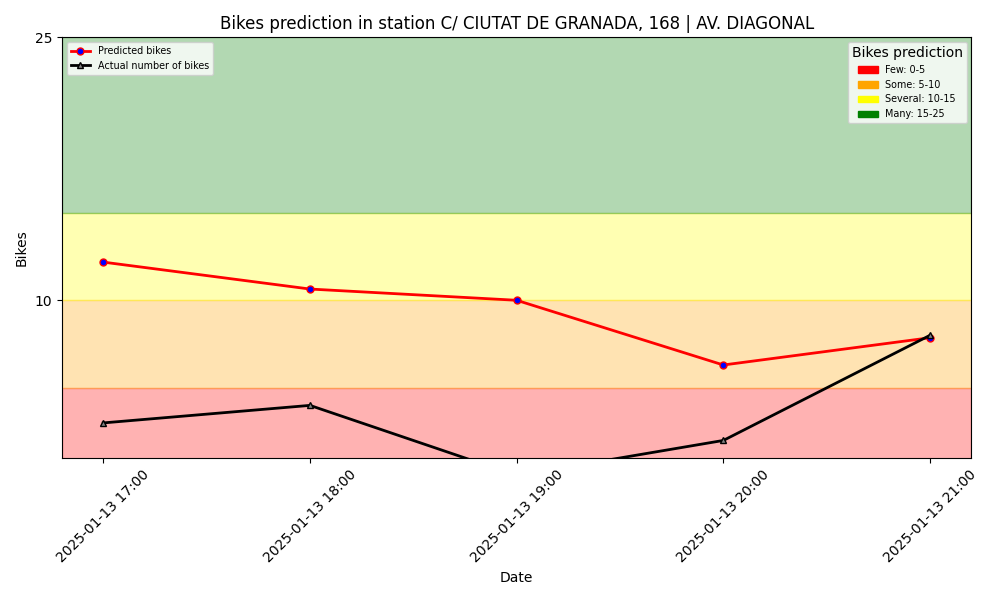 Bikes prediction in station C/ CIUTAT DE GRANADA, 168 | AV. DIAGONAL
25
10
Bikes
Predicted bikes
Actual number of bikes
Bikes prediction
Few: 0-5
Some: 5-10
Several: 10-15
Many: 15-25
2025-01-13 17:00
2025-01-13 18:00
2025-01-13 19:00
2025-01-13 20:00
2025-01-13 21:00
Date